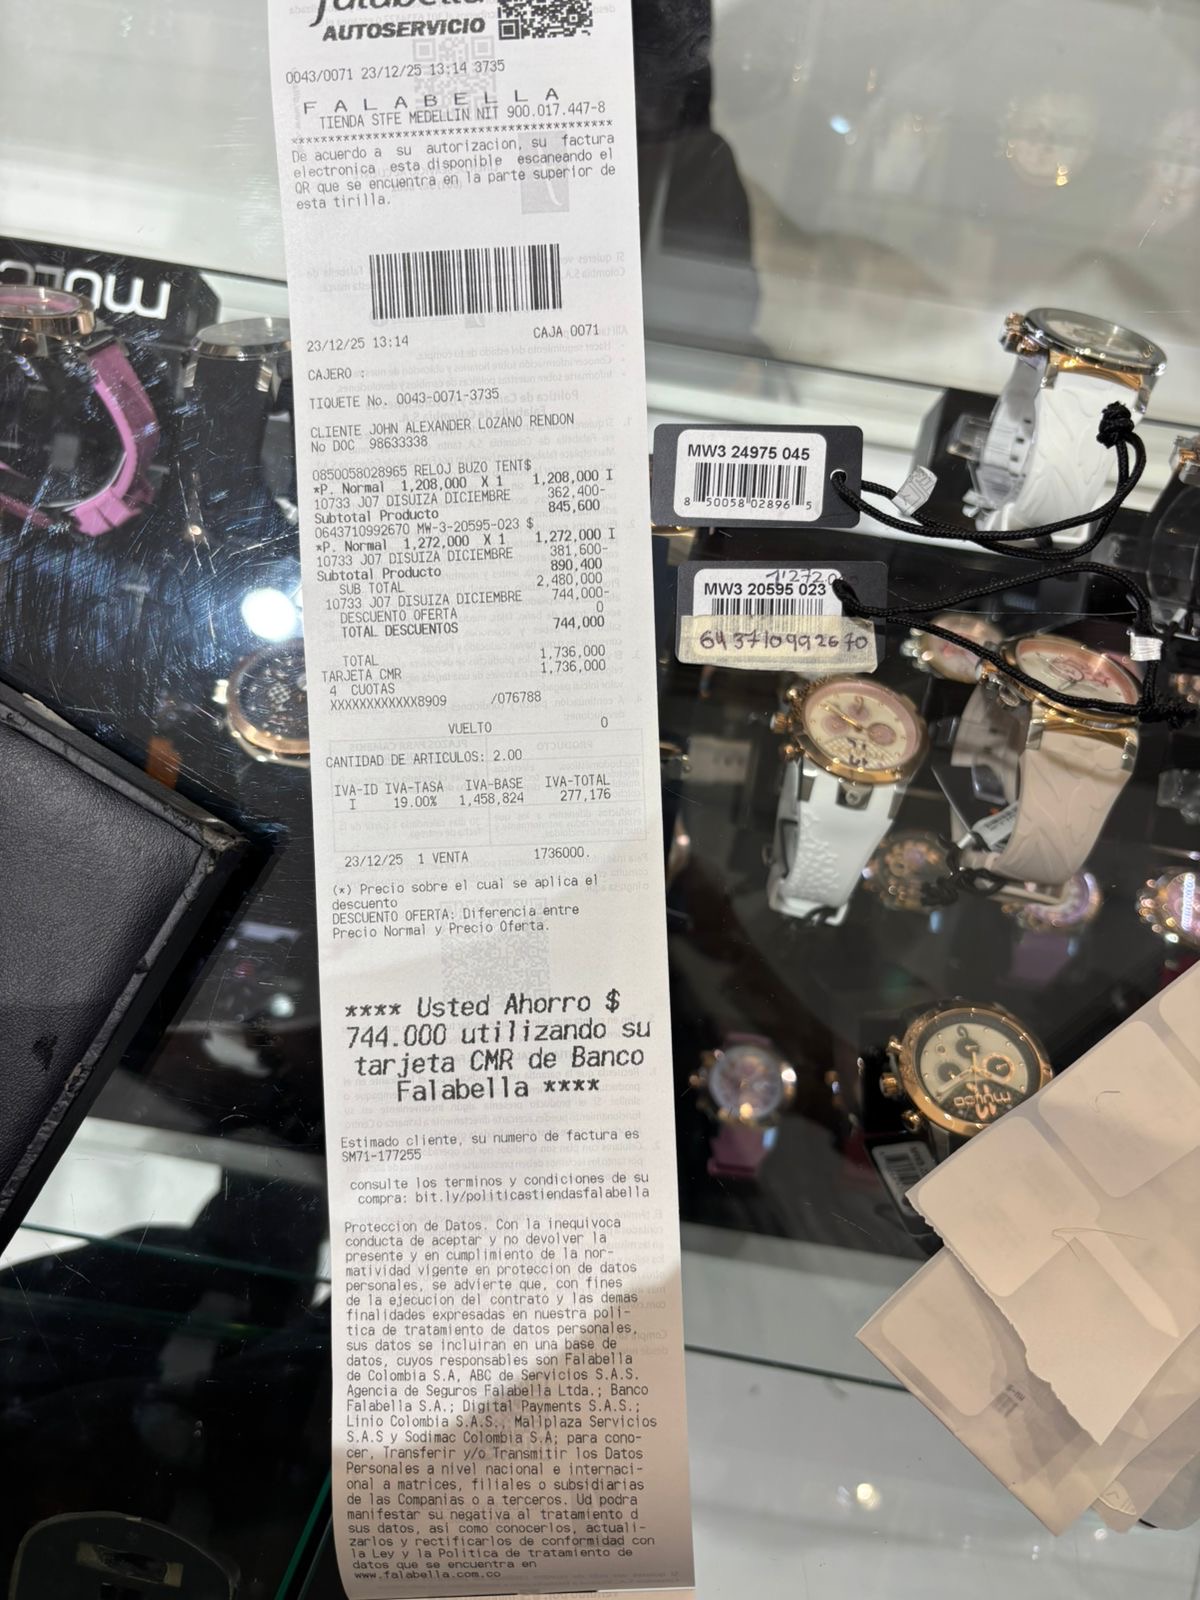 falabella
AUTOSERVICIO
0043/0071 23/12/25 13:14 3735
F A L A B E L L A
TIENDA STFE MEDELLIN NIT 900.017.447-8
****************************************
De acuerdo a su autorizacion, su factura
electronica esta disponible escaneando el
QR que se encuentra en la parte superior de
esta tirilla.
23/12/25 13:14 CAJA 0071
CAJERO :
TIQUETE No. 0043-0071-3735
CLIENTE JOHN ALEXANDER LOZANO RENDON
No DOC 98633338
0850058028965 RELOJ BUZO TENT$
*P. Normal 1,208,000 X 1 1,208,000 I
10733 J07 DISUIZA DICIEMBRE 362,400-
Subtotal Producto 845,600
0643710992670 MW-3-20595-023 $
*P. Normal 1,272,000 X 1 1,272,000 I
10733 J07 DISUIZA DICIEMBRE 381,600-
Subtotal Producto 890,400
SUB TOTAL 2,480,000
10733 J07 DISUIZA DICIEMBRE 744,000-
DESCUENTO OFERTA 0
TOTAL DESCUENTOS 744,000
TOTAL 1,736,000
TARJETA CMR 1,736,000
4 CUOTAS
XXXXXXXXXXXX8909 /076788
VUELTO 0
CANTIDAD DE ARTICULOS: 2.00
IVA-ID IVA-TASA IVA-BASE IVA-TOTAL
I 19.00% 1,458,824 277,176
23/12/25 1 VENTA 1736000.
(*) Precio sobre el cual se aplica el
descuento
DESCUENTO OFERTA: Diferencia entre
Precio Normal y Precio Oferta.
**** Usted Ahorro $
744.000 utilizando su
tarjeta CMR de Banco
Falabella ****
Estimado cliente, su numero de factura es
SM71-177255
consulte los terminos y condiciones de su
compra: bit.ly/politicastiendasfalabella
Proteccion de Datos. Con la inequivoca
conducta de aceptar y no devolver la
presente y en cumplimiento de la nor-
matividad vigente en proteccion de datos
personales, se advierte que, con fines
de la ejecucion del contrato y las demas
finalidades expresadas en nuestra poli-
tica de tratamiento de datos personales,
sus datos se incluiran en una base de
datos, cuyos responsables son Falabella
de Colombia S.A, ABC de Servicios S.A.S.
Agencia de Seguros Falabella Ltda.; Banco
Falabella S.A.; Digital Payments S.A.S.;
Linio Colombia S.A.S., Mallplaza Servicios
S.A.S y Sodimac Colombia S.A; para cono-
cer, Transferir y/o Transmitir los Datos
Personales a nivel nacional e internaci-
onal a matrices, filiales o subsidiarias
de las Companias o a terceros. Ud podra
manifestar su negativa al tratamiento d
sus datos, asi como conocerlos, actuali-
zarlos y rectificarlos de conformidad con
la Ley y la Politica de tratamiento de
datos que se encuentra en
www.falabella.com.co
MW3 24975 045
8 50058 02896 5
1'272.0
MW3 20595 023
643710992670
mulco